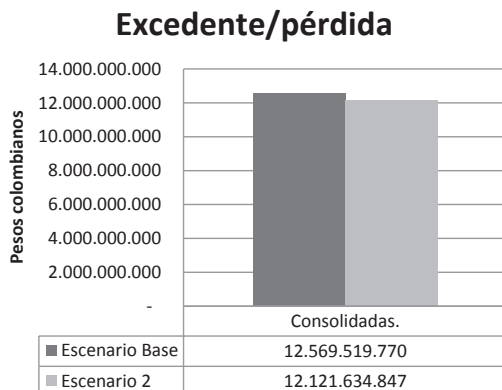 Excedente/pérdida
Pesos colombianos
14.000.000.000
12.000.000.000
10.000.000.000
8.000.000.000
6.000.000.000
4.000.000.000
2.000.000.000
-
Consolidadas.
Escenario Base 12.569.519.770
Escenario 2 12.121.634.847